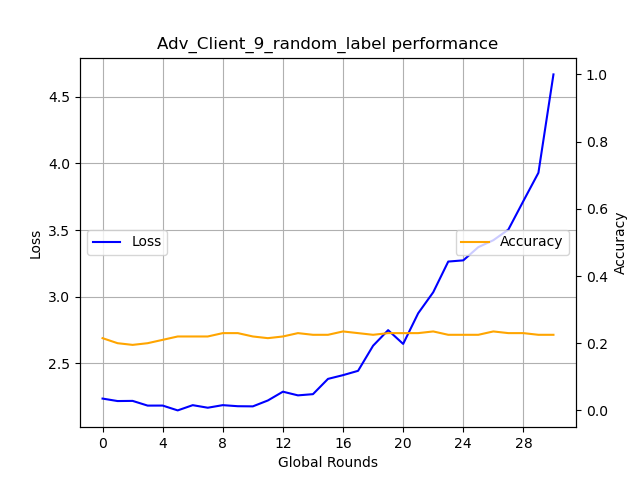 Adv_Client_9_random_label performance
4.5
4.0
3.5
3.0
2.5
Loss
1.0
0.8
0.6
0.4
0.2
0.0
Accuracy
Loss
Accuracy
0 4 8 12 16 20 24 28
Global Rounds